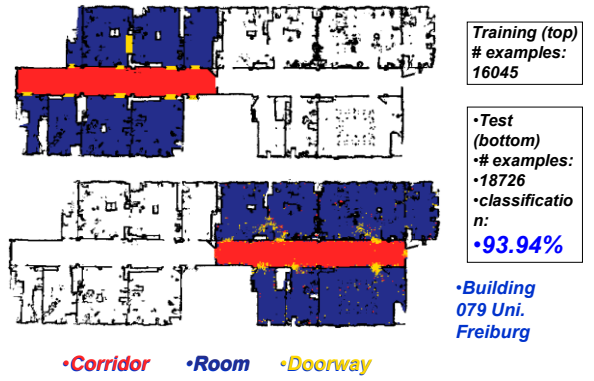 Training (top)
# examples:
16045
•Test
(bottom)
•# examples:
•18726
•classificatio
n:
•93.94%
•Building
079 Uni.
Freiburg
•Corridor •Room •Doorway